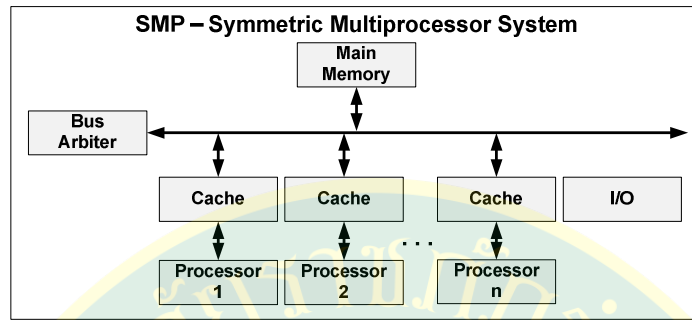 SMP – Symmetric Multiprocessor System
Main
Memory
Bus
Arbiter
Cache
Cache
Cache
I/O
. . .
Processor
1
Processor
2
Processor
n